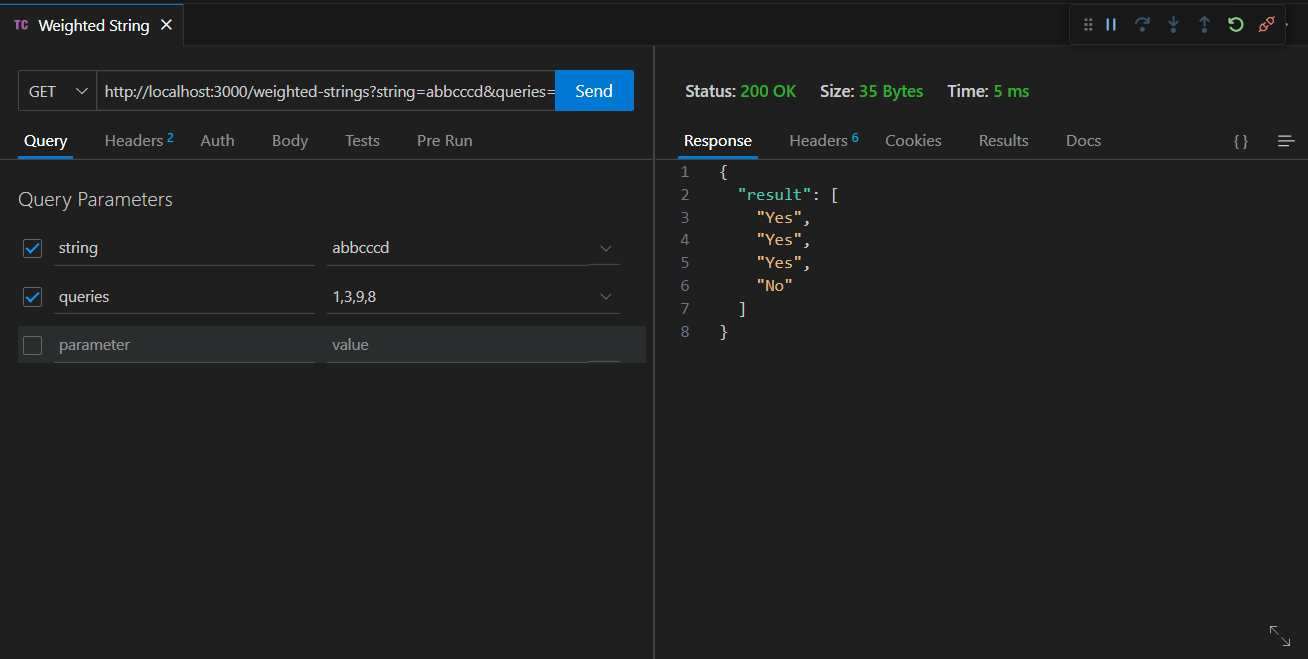 TC Weighted String
GET http://localhost:3000/weighted-strings?string=abbcccd&queries= Send
Query Headers 2 Auth Body Tests Pre Run
Query Parameters
string abbcccd
queries 1,3,9,8
parameter value
Status: 200 OK Size: 35 Bytes Time: 5 ms
Response Headers 6 Cookies Results Docs { }
1 {
2 "result": [
3 "Yes",
4 "Yes",
5 "Yes",
6 "No"
7 ]
8 }